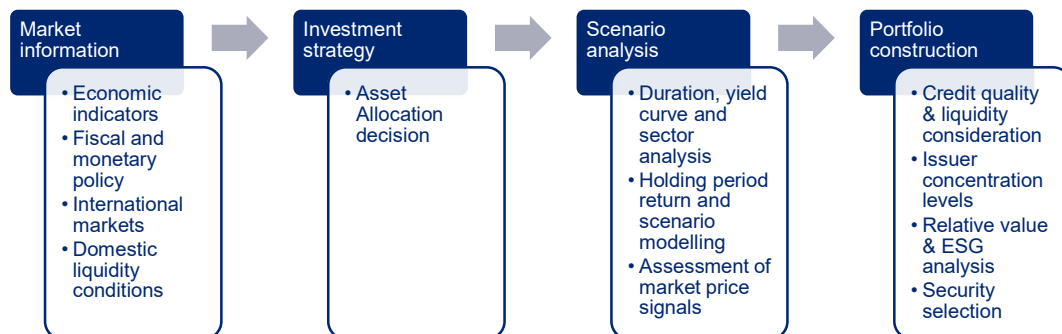 Market
information
• Economic
indicators
• Fiscal and
monetary
policy
• International
markets
• Domestic
liquidity
conditions
Investment
strategy
• Asset
Allocation
decision
Scenario
analysis
• Duration, yield
curve and
sector
analysis
• Holding period
return and
scenario
modelling
• Assessment of
market price
signals
Portfolio
construction
• Credit quality
& liquidity
consideration
• Issuer
concentration
levels
• Relative value
& ESG
analysis
• Security
selection